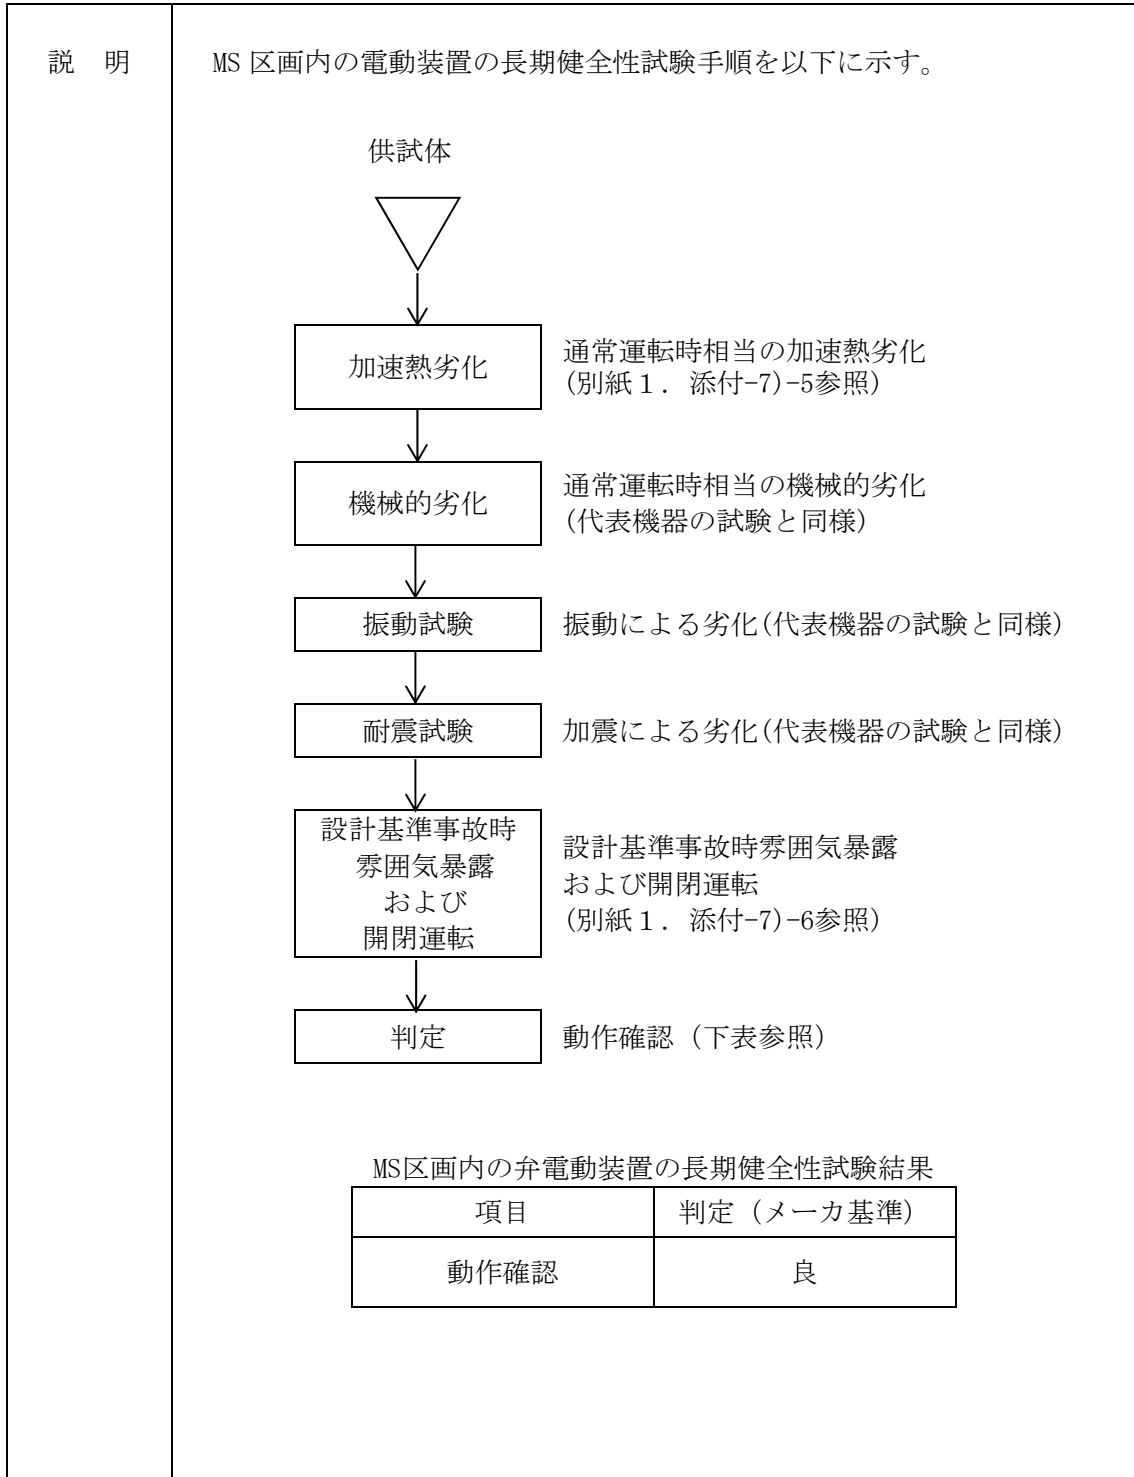 説　明
MS 区画内の電動装置の長期健全性試験手順を以下に示す。
供試体
加速熱劣化
通常運転時相当の加速熱劣化
(別紙１．添付-7)-5参照)
機械的劣化
通常運転時相当の機械的劣化
(代表機器の試験と同様)
振動試験
振動による劣化(代表機器の試験と同様)
耐震試験
加震による劣化(代表機器の試験と同様)
設計基準事故時
雰囲気暴露
および
開閉運転
設計基準事故時雰囲気暴露
および開閉運転
(別紙１．添付-7)-6参照)
判定
動作確認（下表参照）
MS区画内の弁電動装置の長期健全性試験結果
項目
判定（メーカ基準）
動作確認
良